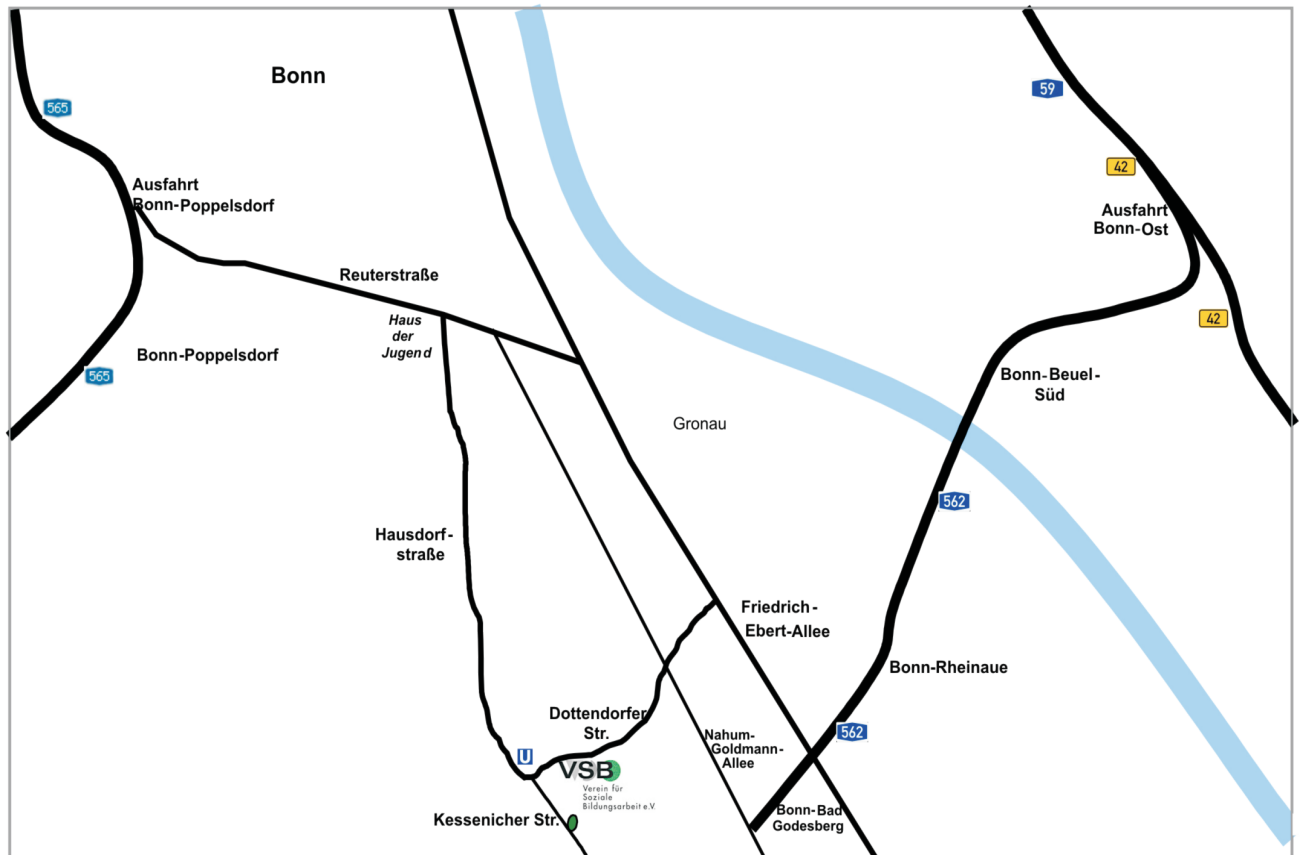 Bonn
59
565
42
Ausfahrt
Bonn-Poppelsdorf
Ausfahrt
Bonn-Ost
Reuterstraße
42
Haus
der
Jugend
Bonn-Poppelsdorf
565
Bonn-Beuel-
Süd
Gronau
562
Hausdorf-
straße
Friedrich-
Ebert-Allee
Bonn-Rheinaue
Dottendorfer
Str.
562
Nahum-
Goldmann-
Allee
U
VSB
Verein für
Soziale
Bildungsarbeit e.V.
Kessenicher Str.
Bonn-Bad
Godesberg